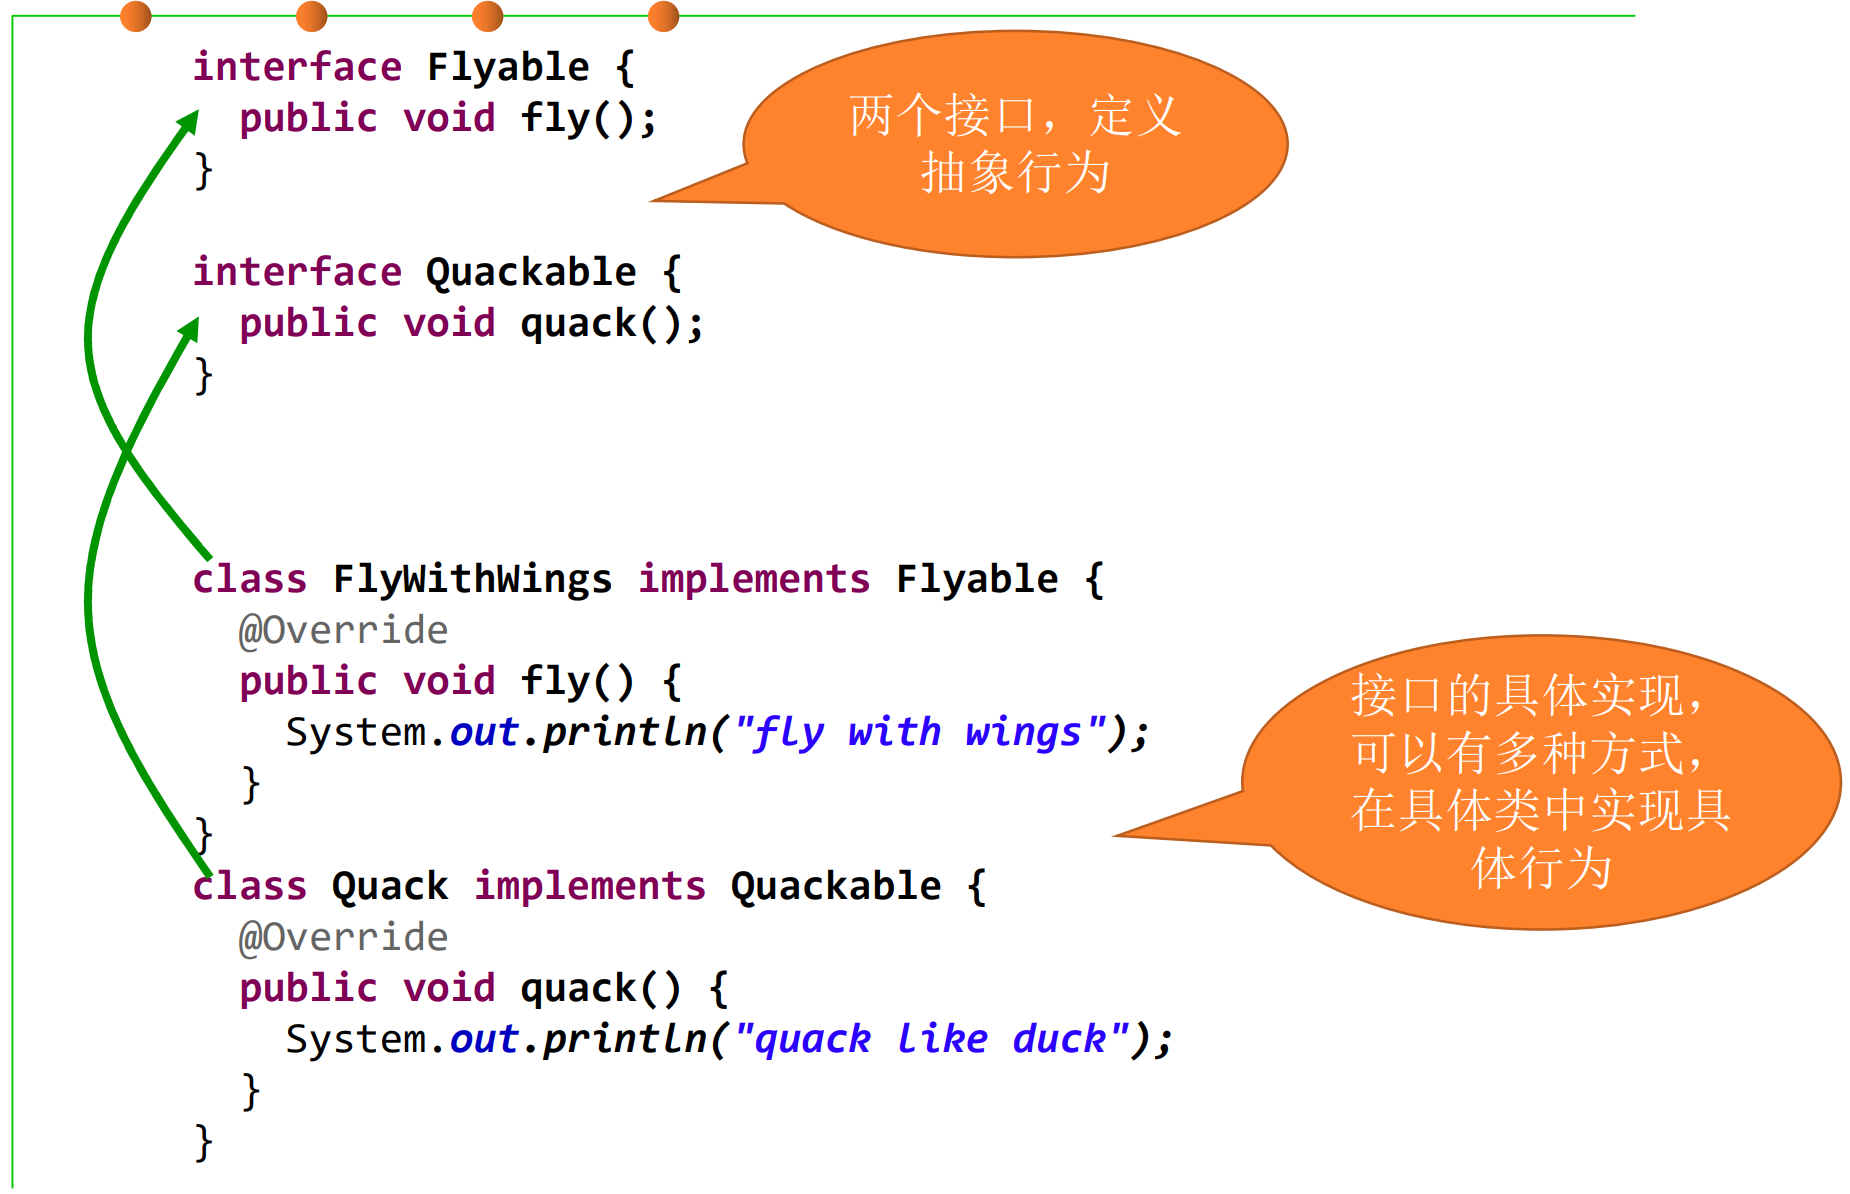 interface Flyable {
public void fly();
}
两个接口，定义
抽象行为
interface Quackable {
public void quack();
}
class FlyWithWings implements Flyable {
@Override
public void fly() {
System.out.println("fly with wings");
}
}
接口的具体实现，
可以有多种方式，
在具体类中实现具
体行为
class Quack implements Quackable {
@Override
public void quack() {
System.out.println("quack like duck");
}
}